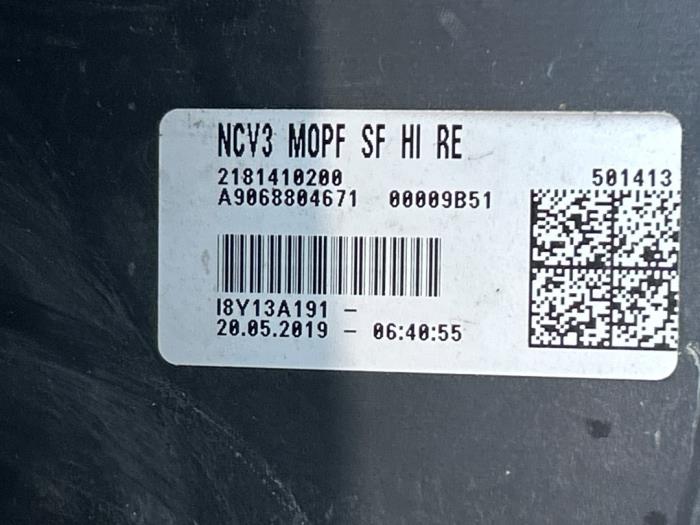 NCV3 MOPF SF HI RE
2181410200 501413
A9068804671 00009B51
I8Y13A191 -
20.05.2019 - 06:40:55